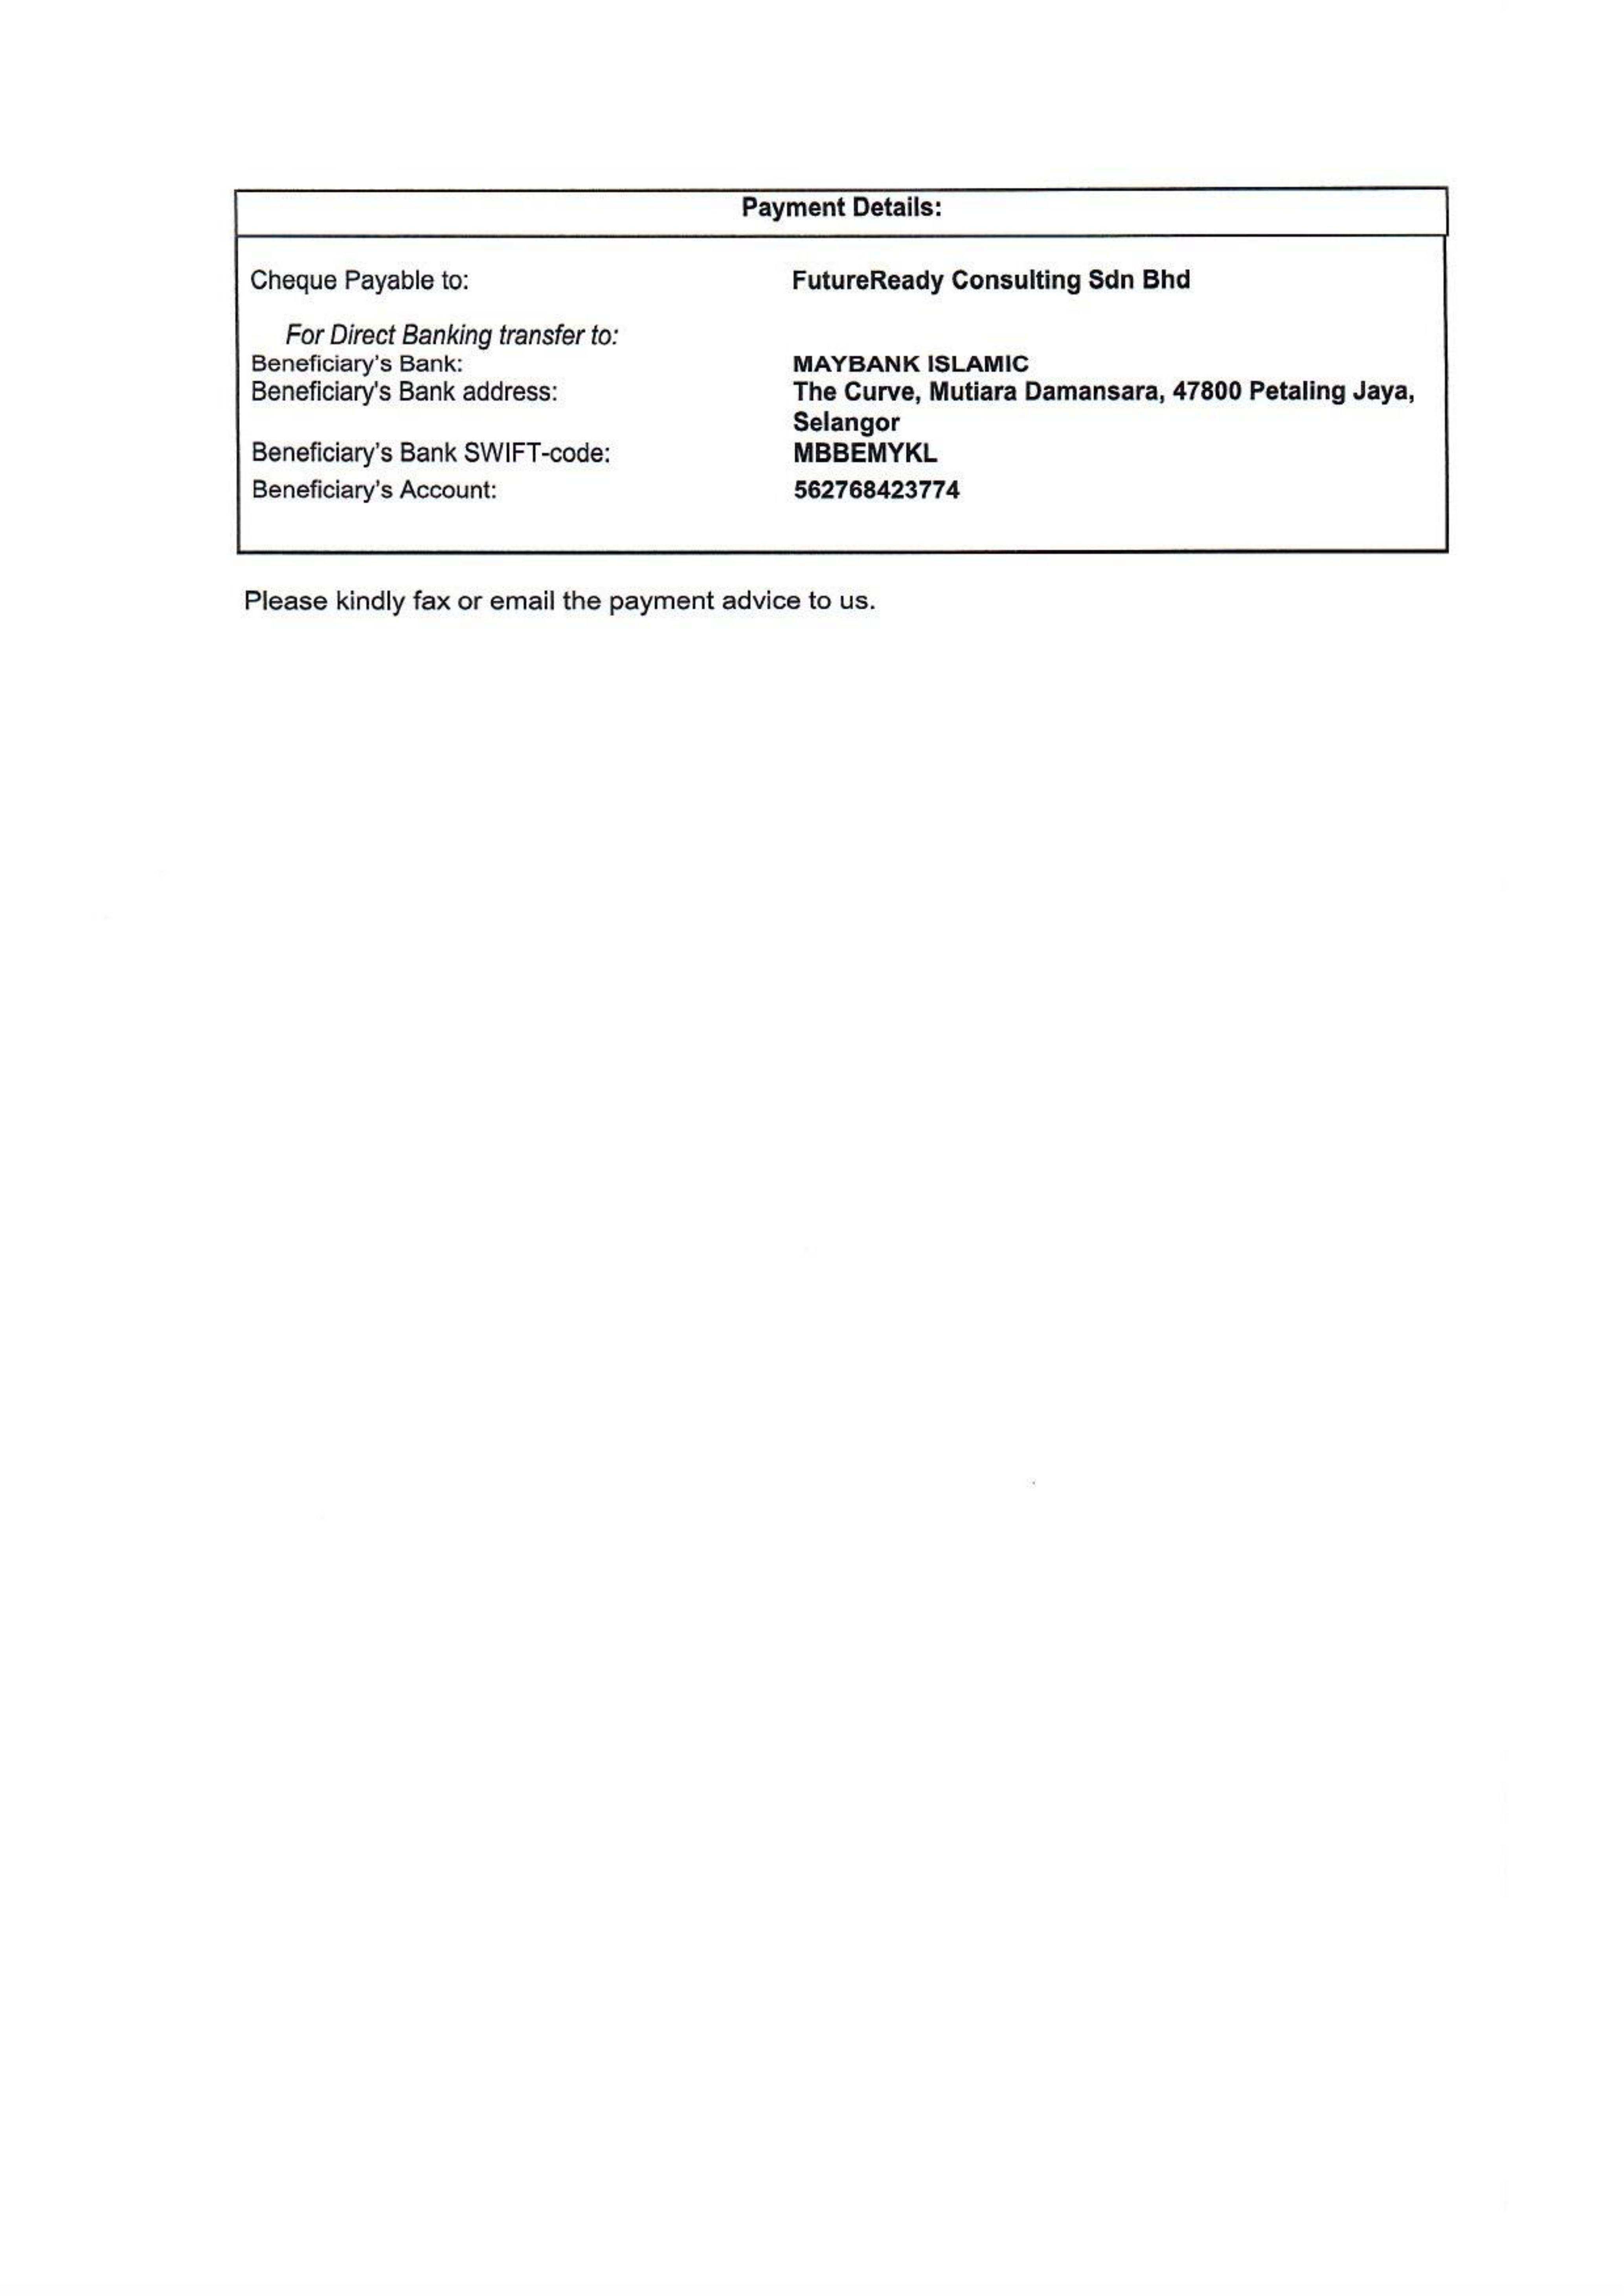 Payment Details:
Cheque Payable to: FutureReady Consulting Sdn Bhd
For Direct Banking transfer to:
Beneficiary's Bank: MAYBANK ISLAMIC
Beneficiary's Bank address: The Curve, Mutiara Damansara, 47800 Petaling Jaya,
Selangor
Beneficiary's Bank SWIFT-code: MBBEMYKL
Beneficiary's Account: 562768423774
Please kindly fax or email the payment advice to us.